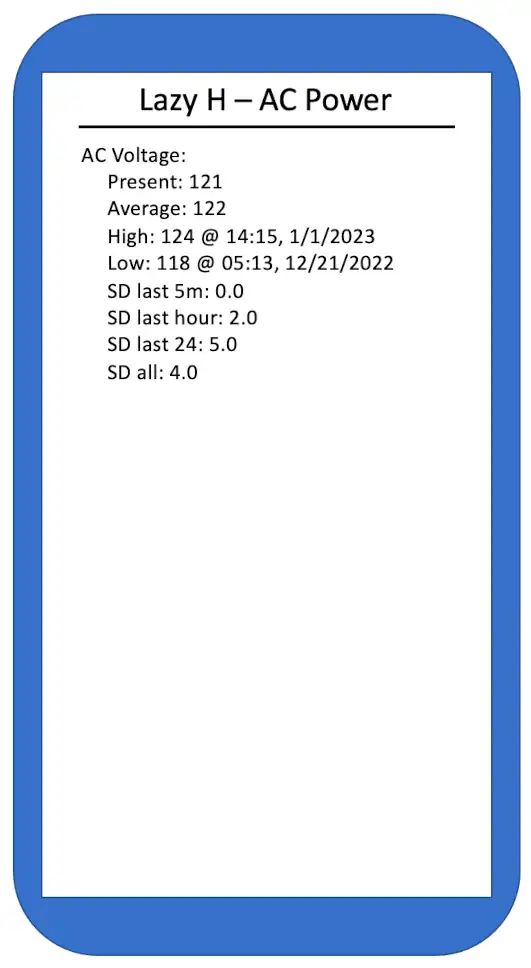 Lazy H – AC Power
AC Voltage:
Present: 121
Average: 122
High: 124 @ 14:15, 1/1/2023
Low: 118 @ 05:13, 12/21/2022
SD last 5m: 0.0
SD last hour: 2.0
SD last 24: 5.0
SD all: 4.0